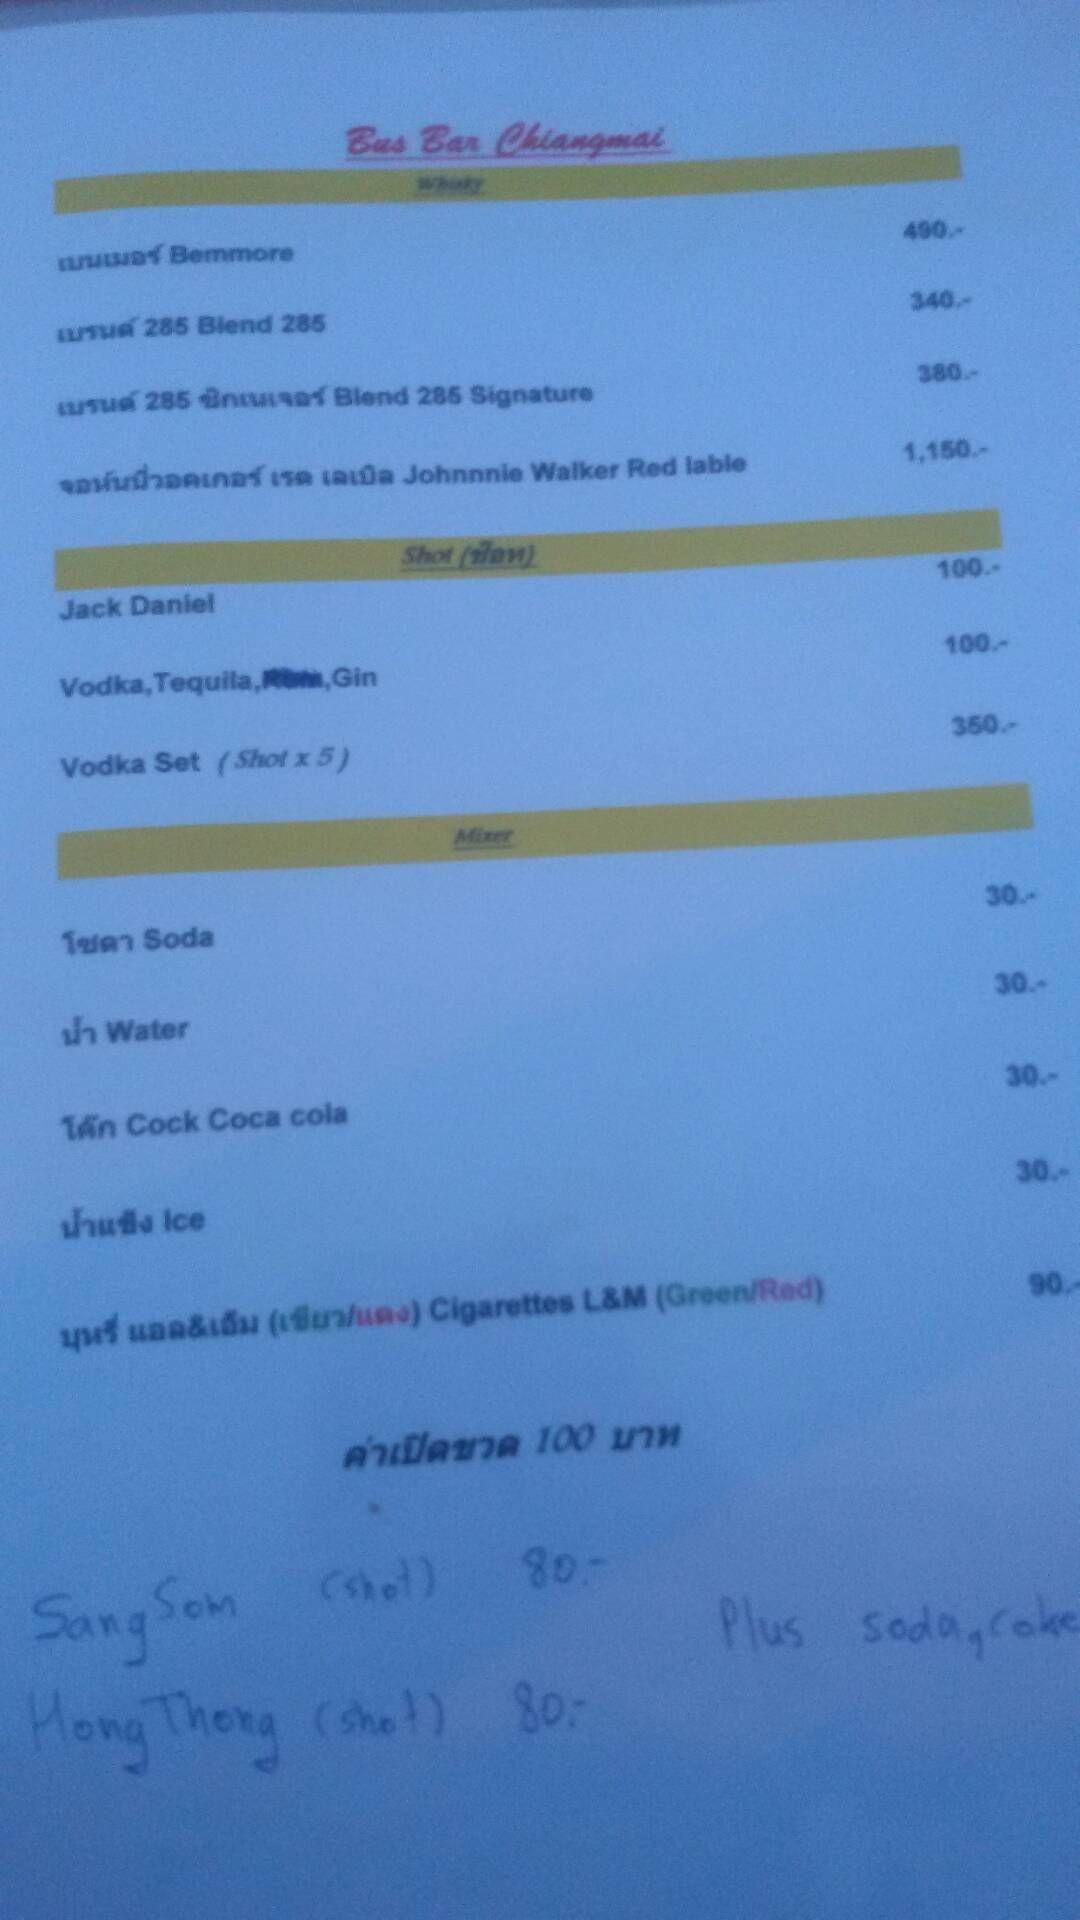 Bus Bar Chiangmai
Whisky
เบนเมอร์ Bemmore 490.-
เบรนด์ 285 Blend 285 340.-
เบรนด์ 285 ซิกเนเจอร์ Blend 285 Signature 380.-
จอห์นนี่วอคเกอร์ เรด เลเบิล Johnnnie Walker Red lable 1,150.-
Shot (ช็อท)
Jack Daniel 100.-
Vodka,Tequila, ,Gin 100.-
Vodka Set (Shot x 5) 350.-
Mixer
โซดา Soda 30.-
น้ำ Water 30.-
โค๊ก Cock Coca cola 30.-
น้ำแข็ง Ice 30.-
บุหรี่ แอล&เอ็ม (เขียว/แดง) Cigarettes L&M (Green/Red) 90.-
ค่าเปิดขวด 100 บาท
SangSom (shot) 80.-
Plus soda,coke
HongThong (shot) 80.-